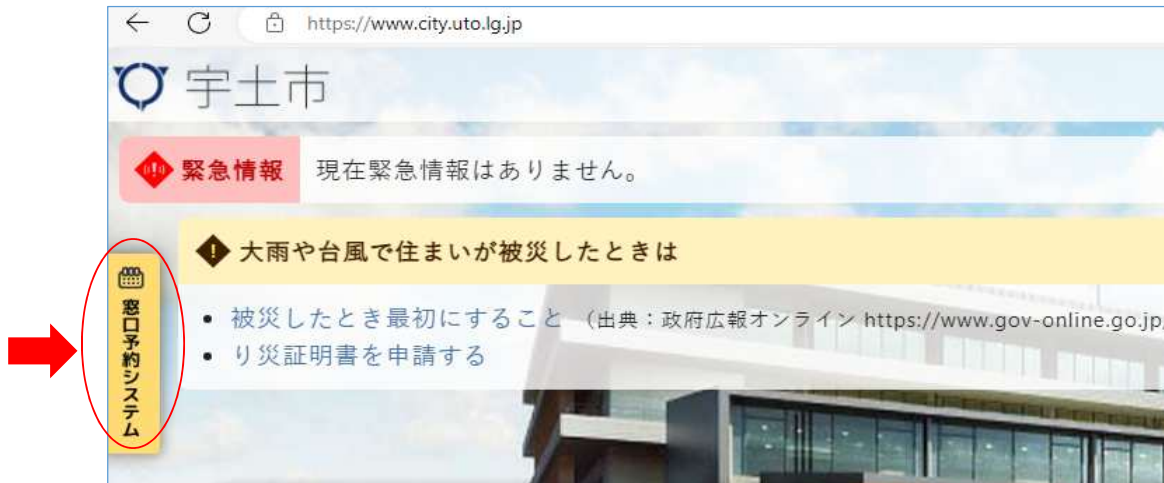 https://www.city.uto.lg.jp
宇土市
緊急情報 現在緊急情報はありません。
大雨や台風で住まいが被災したときは
窓口予約システム
• 被災したとき最初にすること （出典：政府広報オンライン https://www.gov-online.go.jp
• り災証明書を申請する